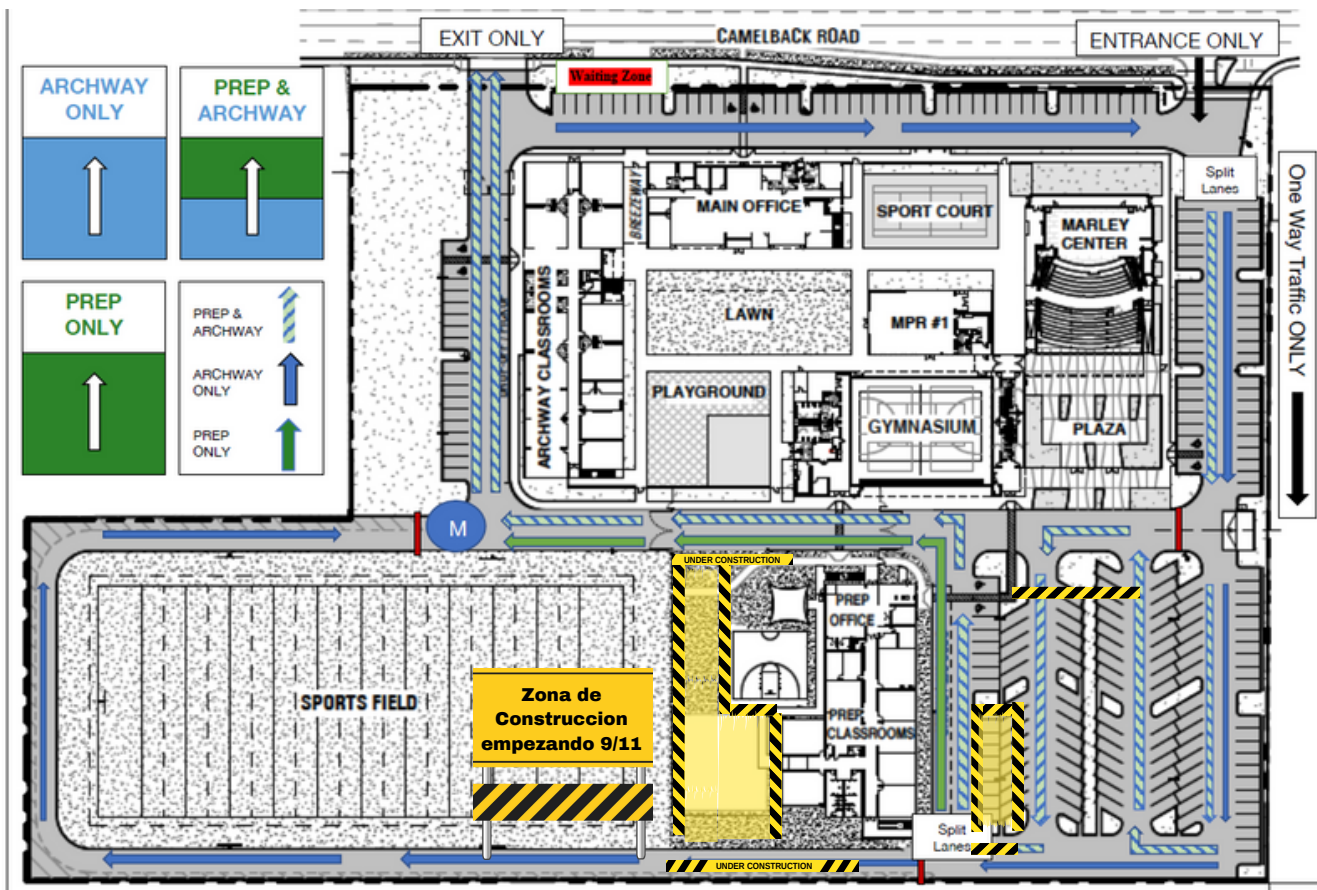 EXIT ONLY
CAMELBACK ROAD
ENTRANCE ONLY
Waiting Zone
ARCHWAY
ONLY
PREP &
ARCHWAY
PREP
ONLY
PREP &
ARCHWAY
ARCHWAY
ONLY
PREP
ONLY
Split
Lanes
One Way Traffic ONLY
BREEZEWAY
MAIN OFFICE
SPORT COURT
MARLEY
CENTER
ARCHWAY CLASSROOMS
LAWN
MPR #1
PLAYGROUND
GYMNASIUM
PLAZA
M
UNDER CONSTRUCTION
PREP
OFFICE
SPORTS FIELD
Zona de
Construccion
empezando 9/11
PREP
CLASSROOMS
Split
Lanes
UNDER CONSTRUCTION